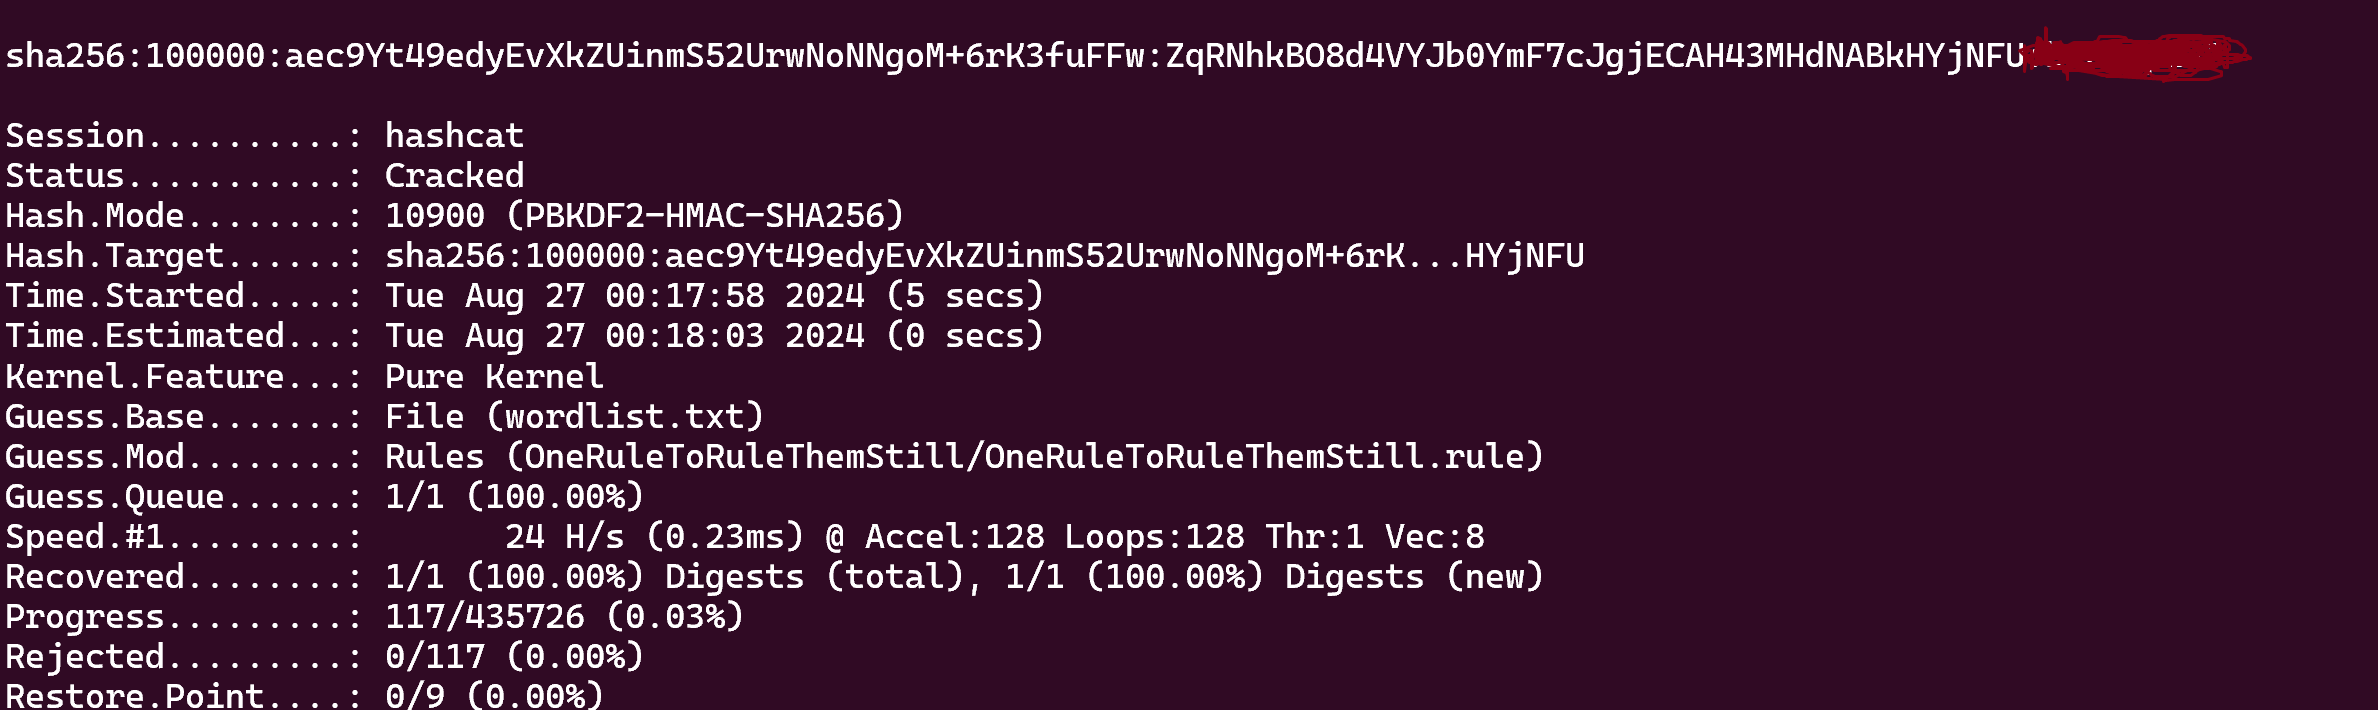 sha256:100000:aec9Yt49edyEvXkZUinmS52UrwNoNNgoM+6rK3fuFFw:ZqRNhkBO8d4VYJb0YmF7cJgjECAH43MHdNABkHYjNFU
Session..........: hashcat
Status...........: Cracked
Hash.Mode........: 10900 (PBKDF2-HMAC-SHA256)
Hash.Target......: sha256:100000:aec9Yt49edyEvXkZUinmS52UrwNoNNgoM+6rK...HYjNFU
Time.Started.....: Tue Aug 27 00:17:58 2024 (5 secs)
Time.Estimated...: Tue Aug 27 00:18:03 2024 (0 secs)
Kernel.Feature...: Pure Kernel
Guess.Base.......: File (wordlist.txt)
Guess.Mod........: Rules (OneRuleToRuleThemStill/OneRuleToRuleThemStill.rule)
Guess.Queue......: 1/1 (100.00%)
Speed.#1.........:       24 H/s (0.23ms) @ Accel:128 Loops:128 Thr:1 Vec:8
Recovered........: 1/1 (100.00%) Digests (total), 1/1 (100.00%) Digests (new)
Progress.........: 117/435726 (0.03%)
Rejected.........: 0/117 (0.00%)
Restore.Point....: 0/9 (0.00%)